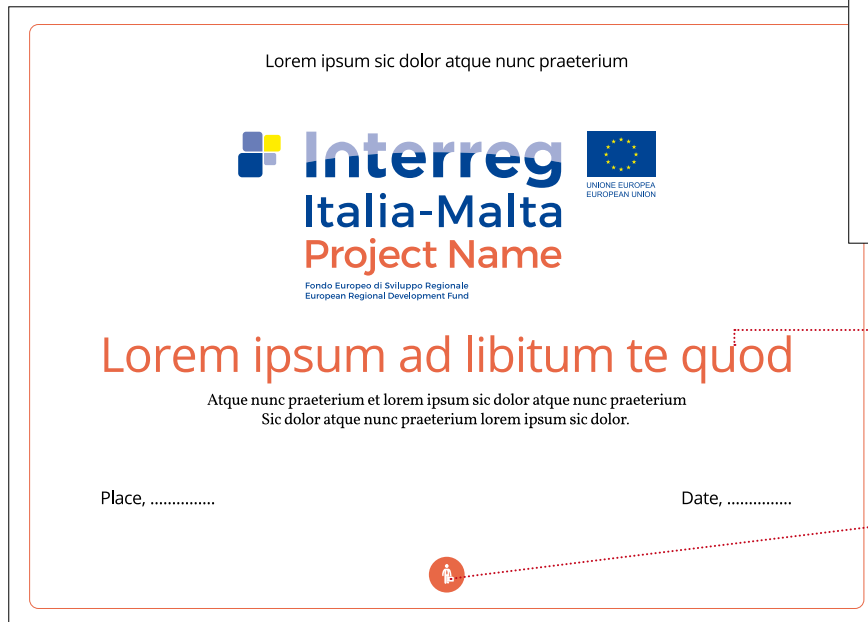 Lorem ipsum sic dolor atque nunc praeterium
Interreg
Italia-Malta
Project Name
Fondo Europeo di Sviluppo Regionale
European Regional Development Fund
UNIONE EUROPEA
EUROPEAN UNION
Lorem ipsum ad libitum te quod
Atque nunc praeterium et lorem ipsum sic dolor atque nunc praeterium
Sic dolor atque nunc praeterium lorem ipsum sic dolor.
Place, ...............
Date, ...............